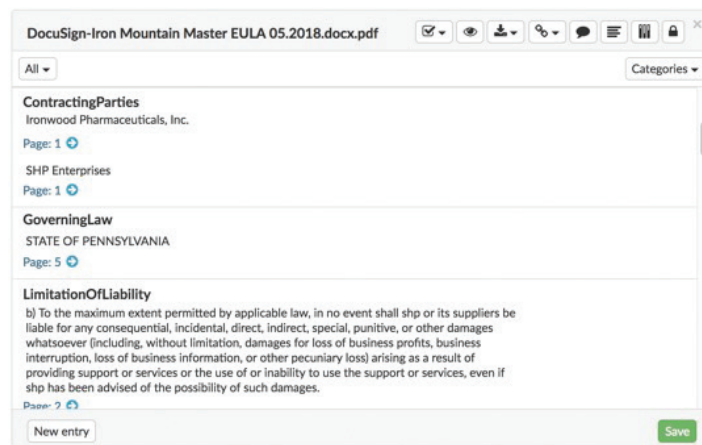 DocuSign-Iron Mountain Master EULA 05.2018.docx.pdf
All
Categories
ContractingParties
Ironwood Pharmaceuticals, Inc.
Page: 1
SHP Enterprises
Page: 1
GoverningLaw
STATE OF PENNSYLVANIA
Page: 5
LimitationOfLiability
b) To the maximum extent permitted by applicable law, in no event shall shp or its suppliers be
liable for any consequential, incidental, direct, indirect, special, punitive, or other damages
whatsoever (including, without limitation, damages for loss of business profits, business
interruption, loss of business information, or other pecuniary loss) arising as a result of
providing support or services or the use of or inability to use the support or services, even if
shp has been advised of the possibility of such damages.
Page: 2
New entry
Save